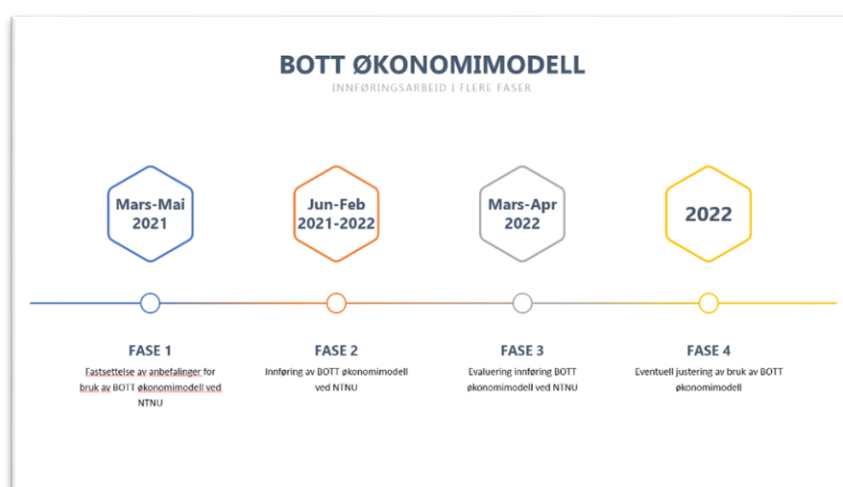 BOTT ØKONOMIMODELL
INNFØRINGSARBEID I FLERE FASER
Mars-Mai
2021
Jun-Feb
2021-2022
Mars-Apr
2022
2022
FASE 1
Fastsettelse av anbefalinger for
bruk av BOTT økonomimodell ved
NTNU
FASE 2
Innføring av BOTT økonomimodell
ved NTNU
FASE 3
Evaluering innføring BOTT
økonomimodell ved NTNU
FASE 4
Eventuell justering av bruk av BOTT
økonomimodell